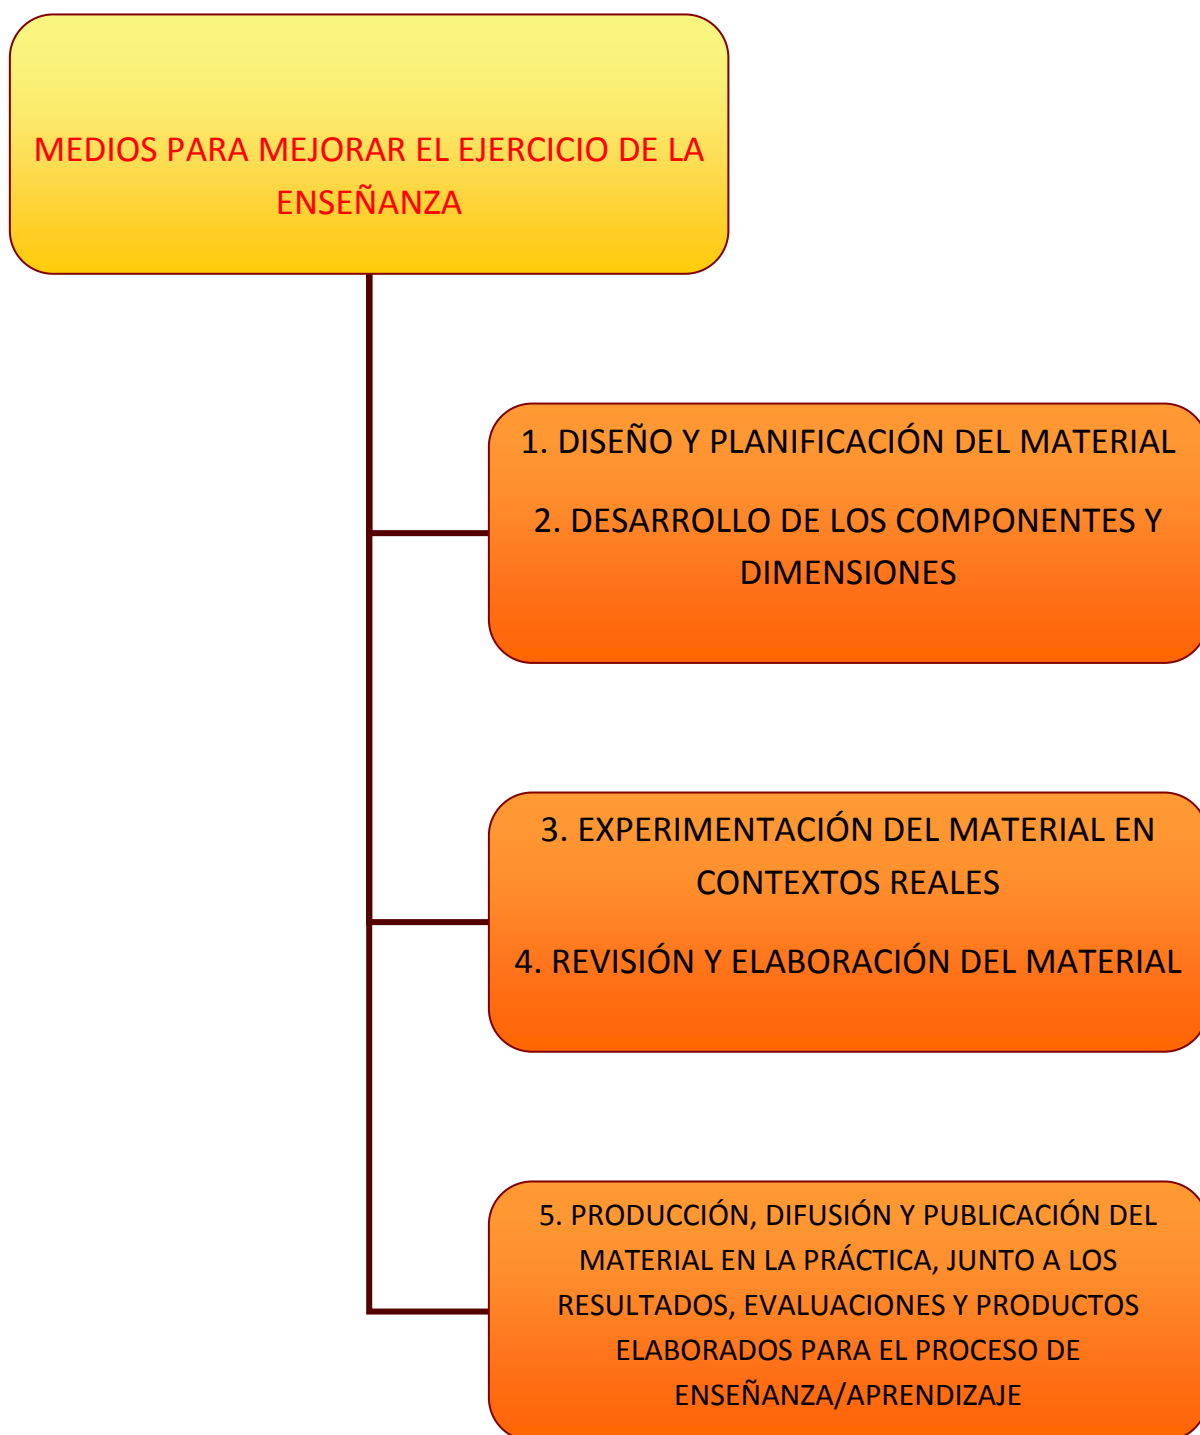 MEDIOS PARA MEJORAR EL EJERCICIO DE LA
ENSEÑANZA
1. DISEÑO Y PLANIFICACIÓN DEL MATERIAL
2. DESARROLLO DE LOS COMPONENTES Y
DIMENSIONES
3. EXPERIMENTACIÓN DEL MATERIAL EN
CONTEXTOS REALES
4. REVISIÓN Y ELABORACIÓN DEL MATERIAL
5. PRODUCCIÓN, DIFUSIÓN Y PUBLICACIÓN DEL
MATERIAL EN LA PRÁCTICA, JUNTO A LOS
RESULTADOS, EVALUACIONES Y PRODUCTOS
ELABORADOS PARA EL PROCESO DE
ENSEÑANZA/APRENDIZAJE